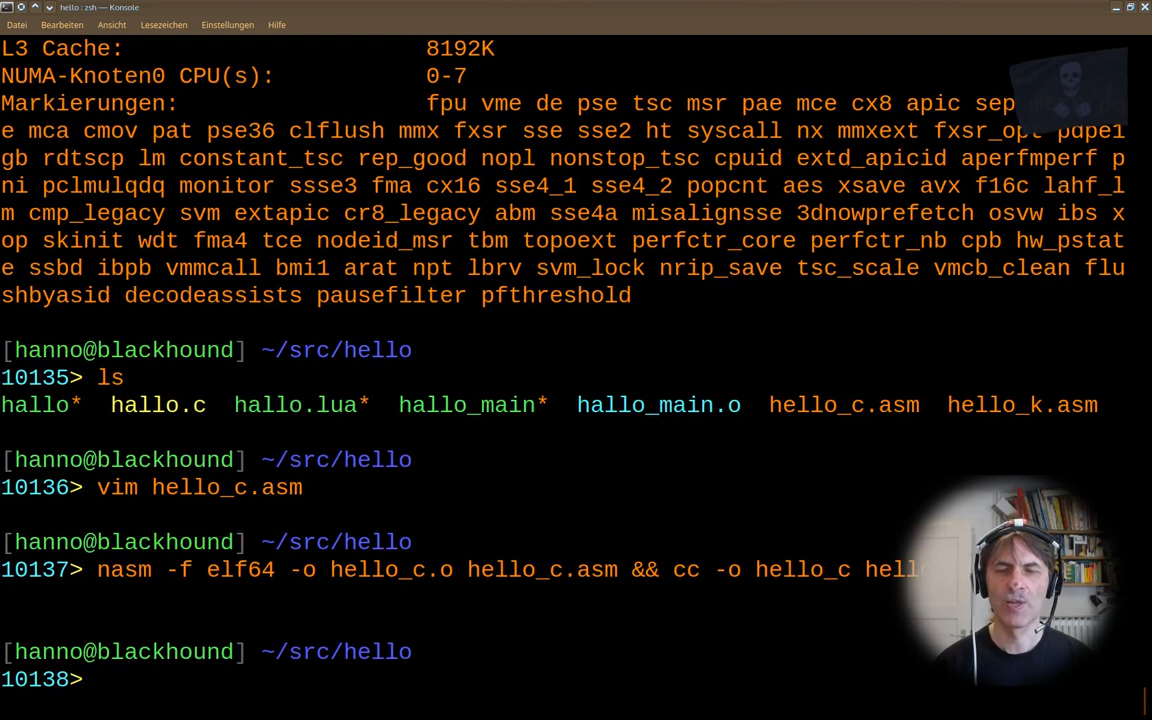 hello : zsh — Konsole
Datei Bearbeiten Ansicht Lesezeichen Einstellungen Hilfe
L3 Cache: 8192K
NUMA-Knoten0 CPU(s): 0-7
Markierungen: fpu vme de pse tsc msr pae mce cx8 apic sep
e mca cmov pat pse36 clflush mmx fxsr sse sse2 ht syscall nx mmxext fxsr_opt pdpe1
gb rdtscp lm constant_tsc rep_good nopl nonstop_tsc cpuid extd_apicid aperfmperf p
ni pclmulqdq monitor ssse3 fma cx16 sse4_1 sse4_2 popcnt aes xsave avx f16c lahf_l
m cmp_legacy svm extapic cr8_legacy abm sse4a misalignsse 3dnowprefetch osvw ibs x
op skinit wdt fma4 tce nodeid_msr tbm topoext perfctr_core perfctr_nb cpb hw_pstat
e ssbd ibpb vmmcall bmi1 arat npt lbrv svm_lock nrip_save tsc_scale vmcb_clean flu
shbyasid decodeassists pausefilter pfthreshold
[hanno@blackhound] ~/src/hello
10135> ls
hallo* hallo.c hallo.lua* hallo_main* hallo_main.o hello_c.asm hello_k.asm
[hanno@blackhound] ~/src/hello
10136> vim hello_c.asm
[hanno@blackhound] ~/src/hello
10137> nasm -f elf64 -o hello_c.o hello_c.asm && cc -o hello_c
[hanno@blackhound] ~/src/hello
10138>